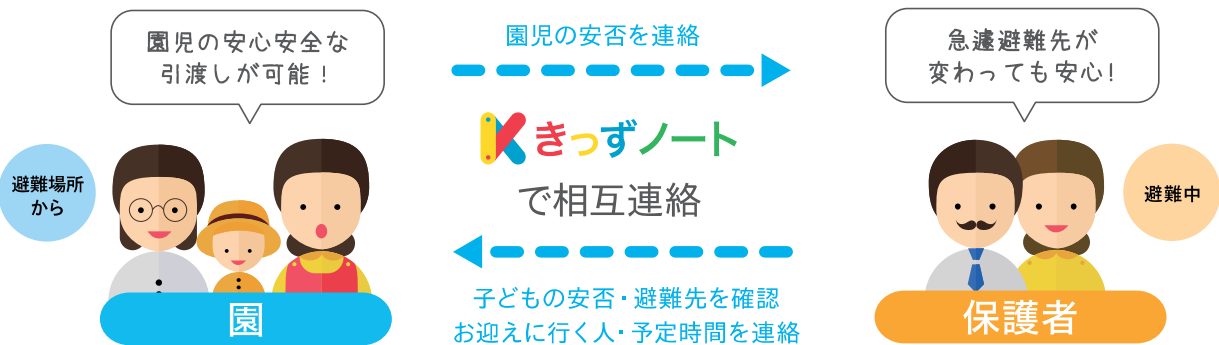 園児の安心安全な
引渡しが可能！
避難場所
から
園
園児の安否を連絡
きっずノート
で相互連絡
子どもの安否・避難先を確認
お迎えに行く人・予定時間を連絡
急遽避難先が
変わっても安心!
避難中
保護者